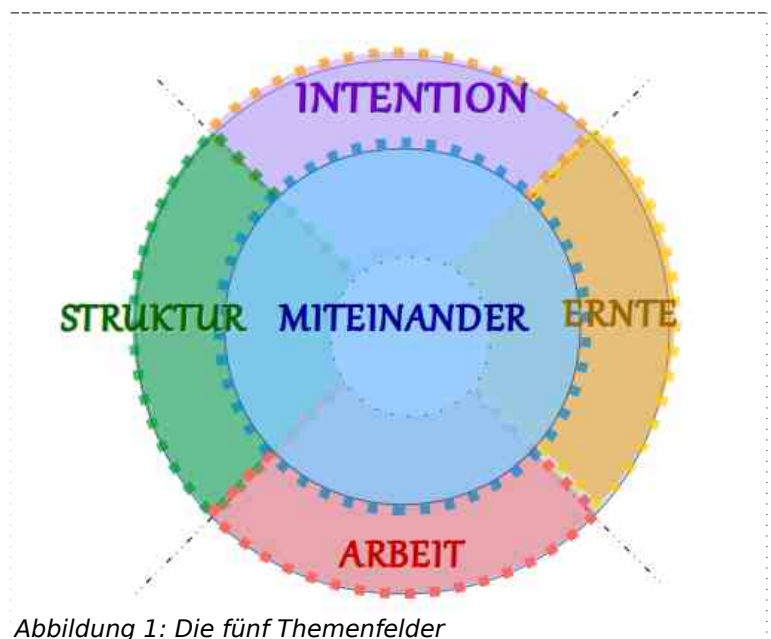 INTENTION
STRUKTUR
MITEINANDER
ERNTE
ARBEIT
Abbildung 1: Die fünf Themenfelder